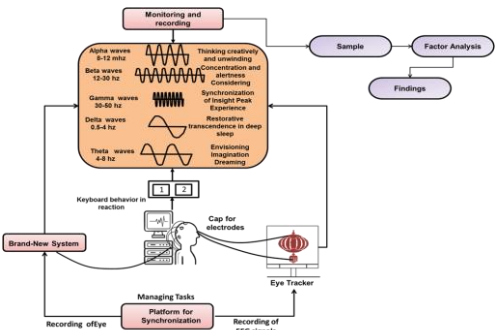 Monitoring and
recording
Alpha waves
8-12 mhz
Thinking creatively
and unwinding
Beta waves
12-30 hz
Concentration and
alertness
Considering
Gamma waves
30-50 hz
Synchronization
of Insight Peak
Experience
Delta waves
0.5-4 hz
Restorative
transcendence in deep
sleep
Theta waves
4-8 hz
Envisioning
Imagination
Dreaming
Sample
Factor Analysis
Findings
1 2
Keyboard behavior in
reaction
Cap for
electrodes
Brand-New System
Eye Tracker
Managing Tasks
Platform for
Synchronization
Recording ofEye
Recording of